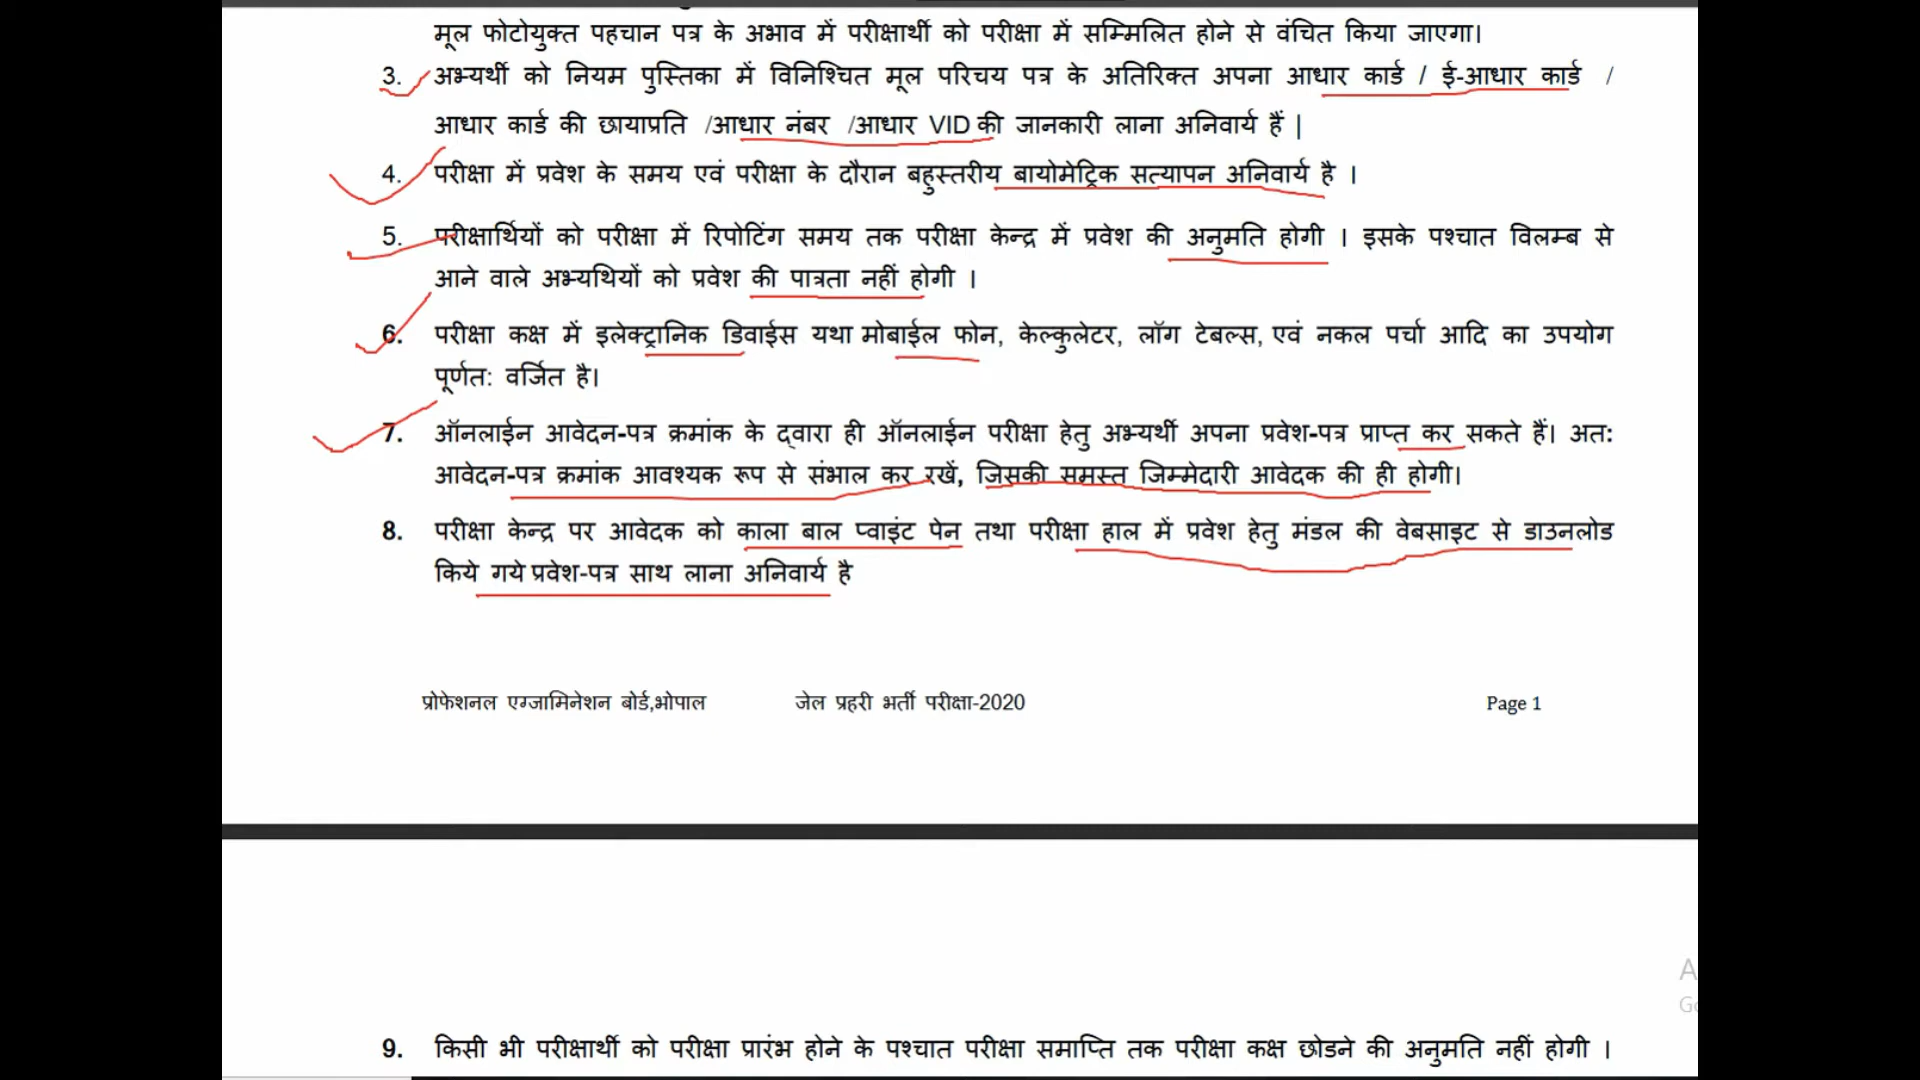 मूल फोटोयुक्त पहचान पत्र के अभाव में परीक्षार्थी को परीक्षा में सम्मिलित होने से वंचित किया जाएगा।
3. अभ्यर्थी को नियम पुस्तिका में विनिश्चित मूल परिचय पत्र के अतिरिक्त अपना आधार कार्ड / ई-आधार कार्ड /
आधार कार्ड की छायाप्रति /आधार नंबर /आधार VID की जानकारी लाना अनिवार्य हैं |
4. परीक्षा में प्रवेश के समय एवं परीक्षा के दौरान बहुस्तरीय बायोमेट्रिक सत्यापन अनिवार्य है ।
5. परीक्षार्थियों को परीक्षा में रिपोटिंग समय तक परीक्षा केन्द्र में प्रवेश की अनुमति होगी । इसके पश्चात विलम्ब से
आने वाले अभ्यथियों को प्रवेश की पात्रता नहीं होगी ।
6. परीक्षा कक्ष में इलेक्ट्रानिक डिवाईस यथा मोबाईल फोन, केल्कुलेटर, लॉग टेबल्स, एवं नकल पर्चा आदि का उपयोग
पूर्णत: वर्जित है।
7. ऑनलाईन आवेदन-पत्र क्रमांक के द्वारा ही ऑनलाईन परीक्षा हेतु अभ्यर्थी अपना प्रवेश-पत्र प्राप्त कर सकते हैं। अत:
आवेदन-पत्र क्रमांक आवश्यक रूप से संभाल कर रखें, जिसकी समस्त जिम्मेदारी आवेदक की ही होगी।
8. परीक्षा केन्द्र पर आवेदक को काला बाल प्वाइंट पेन तथा परीक्षा हाल में प्रवेश हेतु मंडल की वेबसाइट से डाउनलोड
किये गये प्रवेश-पत्र साथ लाना अनिवार्य है
प्रोफेशनल एग्जामिनेशन बोर्ड,भोपाल जेल प्रहरी भर्ती परीक्षा-2020 Page 1
9. किसी भी परीक्षार्थी को परीक्षा प्रारंभ होने के पश्चात परीक्षा समाप्ति तक परीक्षा कक्ष छोडने की अनुमति नहीं होगी ।